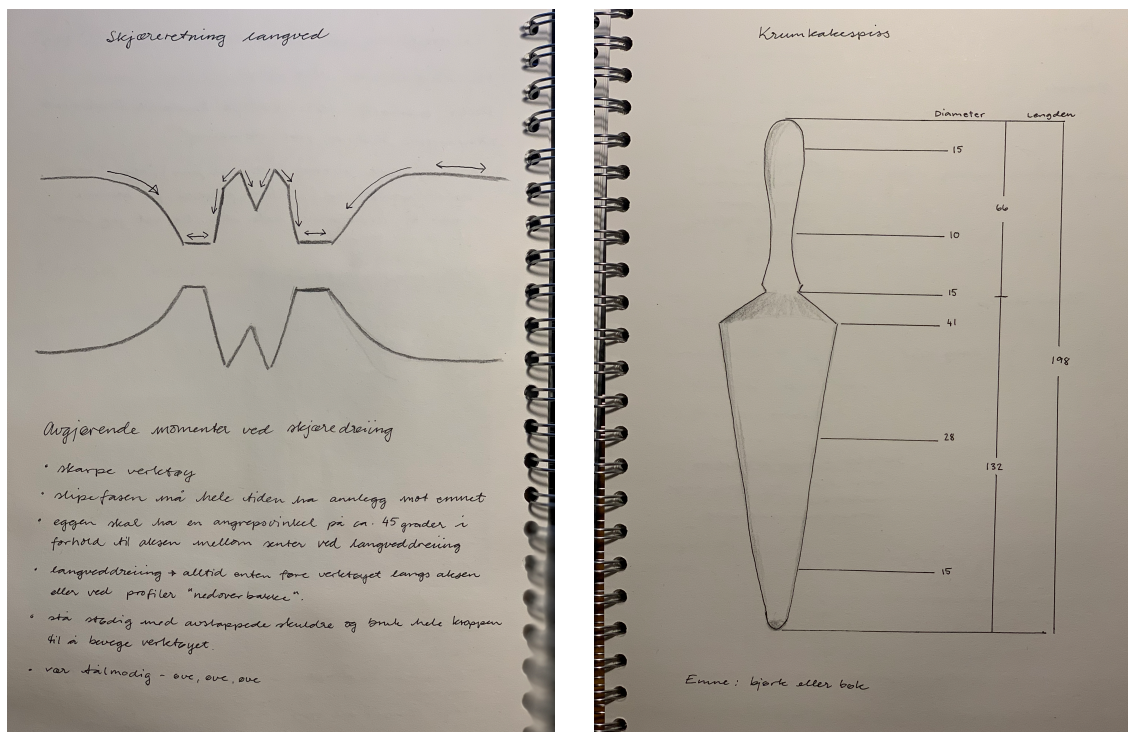 Skjæreretning langved
Avgjørende momenter ved skjæredreiing
• skarpe verktøy
• slipefasen må hele tiden ha annlegg mot emnet
• eggen skal ha en angrepsvinkel på ca. 45 grader i
forhold til aksen mellom senter ved langveddreiing
• langveddreiing → alltid enten føre verktøyet langs aksen
eller ved profiler "nedoverbakke".
• stå stødig med avslappede skuldre og bruk hele kroppen
til å bevege verktøyet.
• vær tålmodig - øve, øve, øve
Krumkakespiss
Diameter
Lengden
15
66
10
15
41
198
28
132
15
Emne: bjørk eller bøk